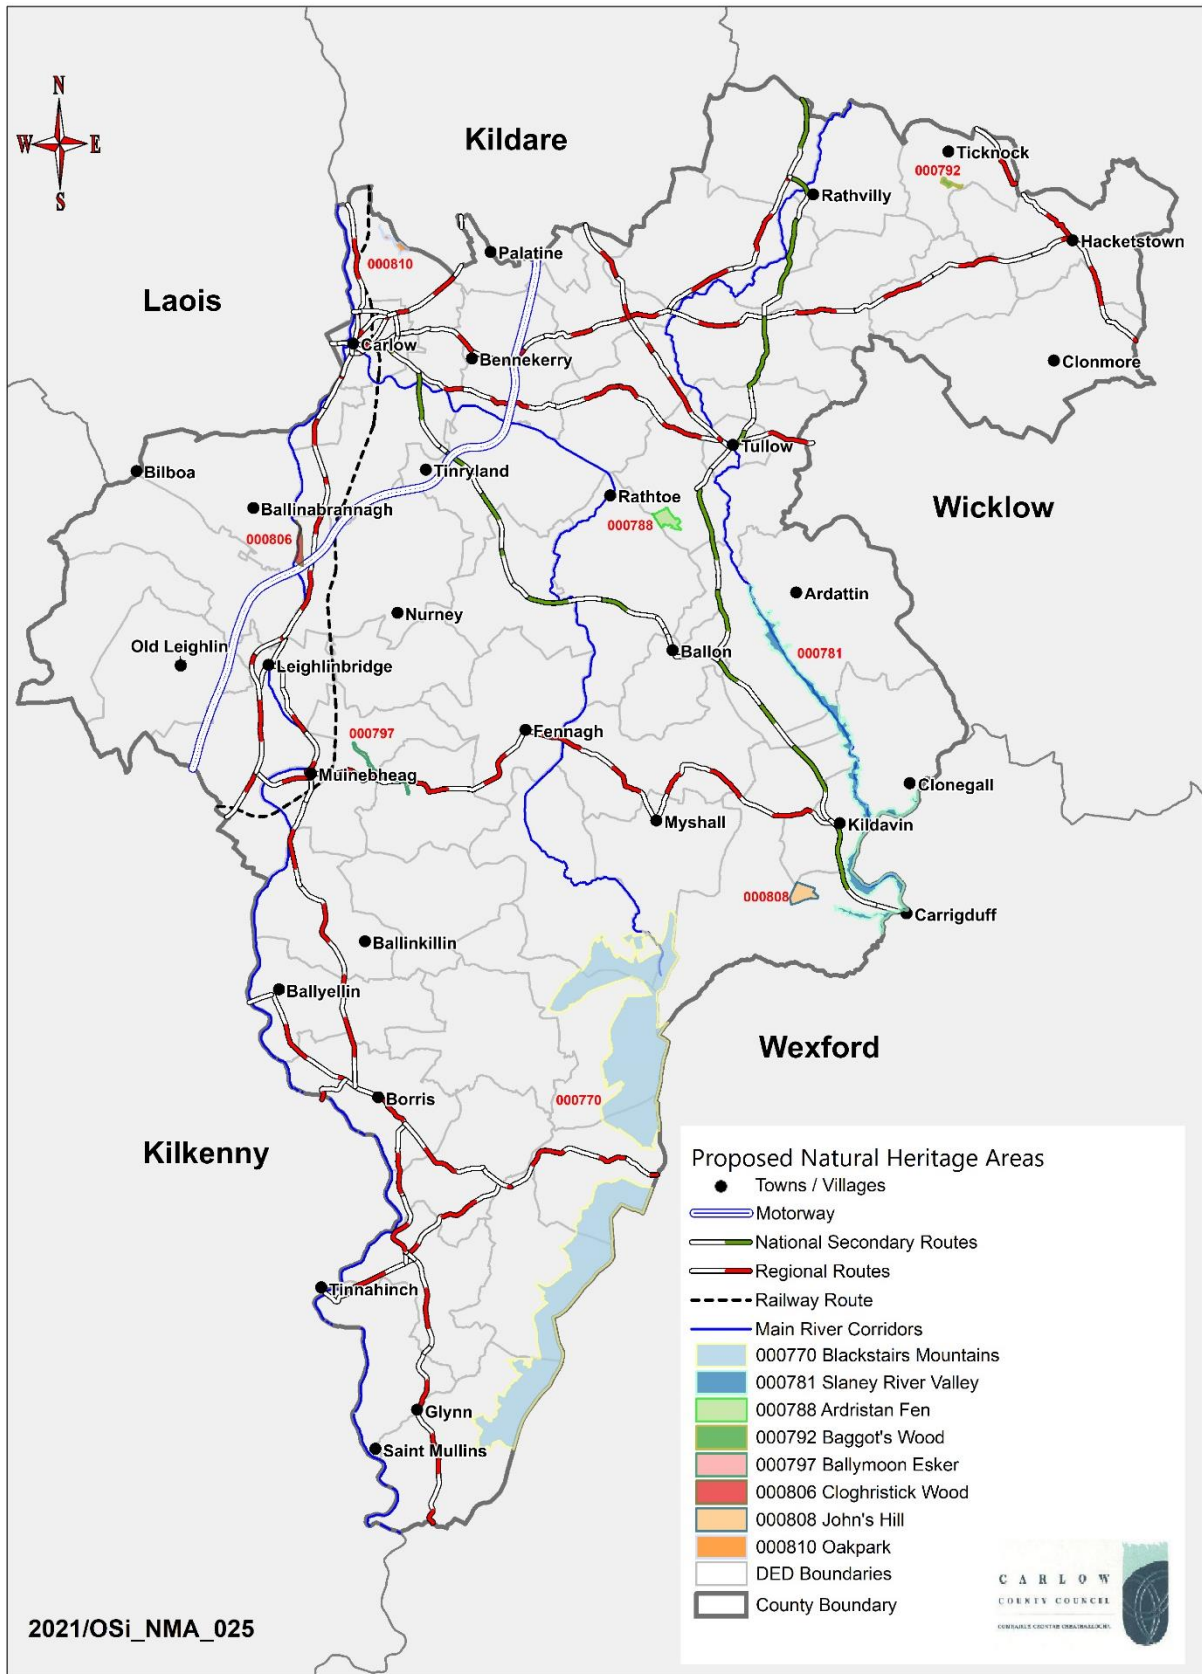 N
W E
S
Kildare
Laois
Wicklow
Wexford
Kilkenny
Ticknock
000792
Rathvilly
Hacketstown
Palatine
000810
Carlow
Bennekerry
Clonmore
Tullow
Bilboa
Tinryland
Rathtoe
Ballinabrannagh
000788
000806
Ardattin
Nurney
Old Leighlin
Leighlinbridge
Ballon
000781
Fennagh
000797
Muinebheag
Clonegall
Myshall
Kildavin
000808
Carrigduff
Ballinkillin
Ballyellin
Borris
000770
Tinnahinch
Glynn
Saint Mullins
Proposed Natural Heritage Areas
Towns / Villages
Motorway
National Secondary Routes
Regional Routes
Railway Route
Main River Corridors
000770 Blackstairs Mountains
000781 Slaney River Valley
000788 Ardristan Fen
000792 Baggot's Wood
000797 Ballymoon Esker
000806 Cloghristick Wood
000808 John's Hill
000810 Oakpark
DED Boundaries
County Boundary
CARLOW
COUNTY COUNCIL
2021/OSi_NMA_025